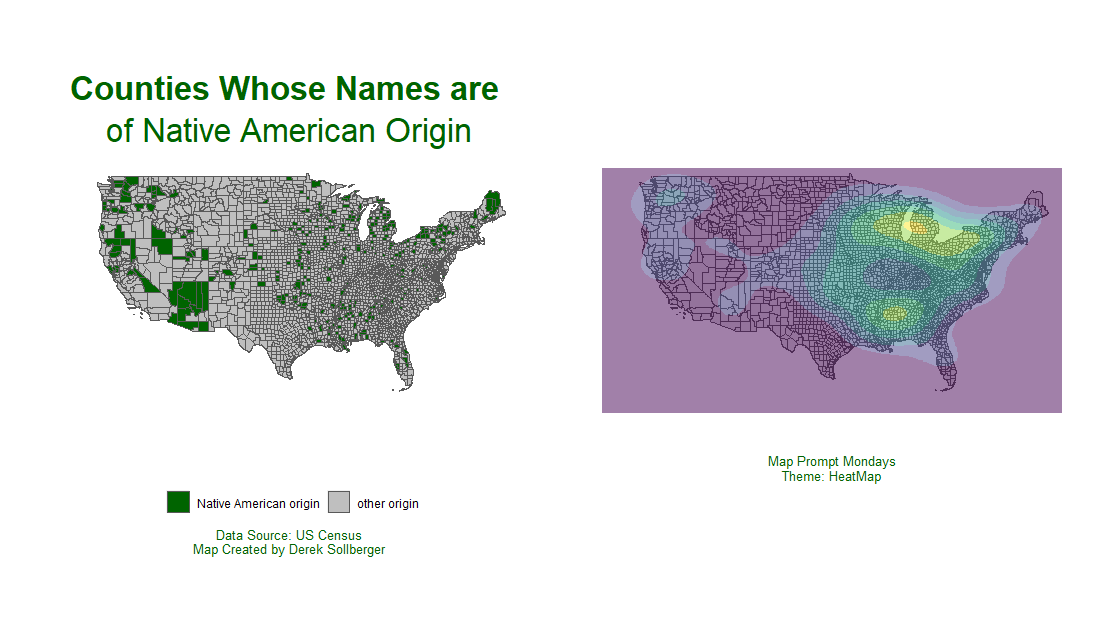 Counties Whose Names are
of Native American Origin
Native American origin
other origin
Data Source: US Census
Map Created by Derek Sollberger
Map Prompt Mondays
Theme: HeatMap